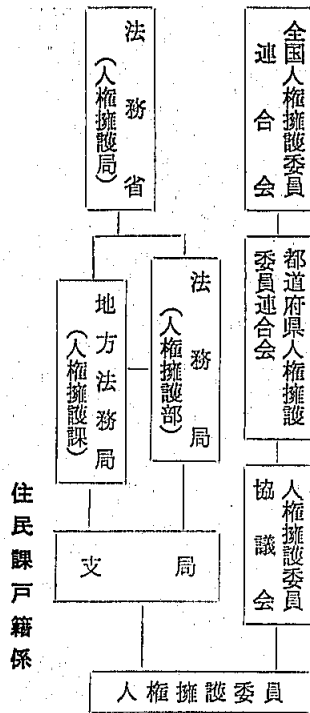 全国人権擁護委員
連合会
都道府県人権擁護
委員連合会
人権擁護委員
協議会
法務省
(人権擁護局)
法務局
(人権擁護部)
地方法務局
(人権擁護課)
支局
人権擁護委員
住民課戸籍係